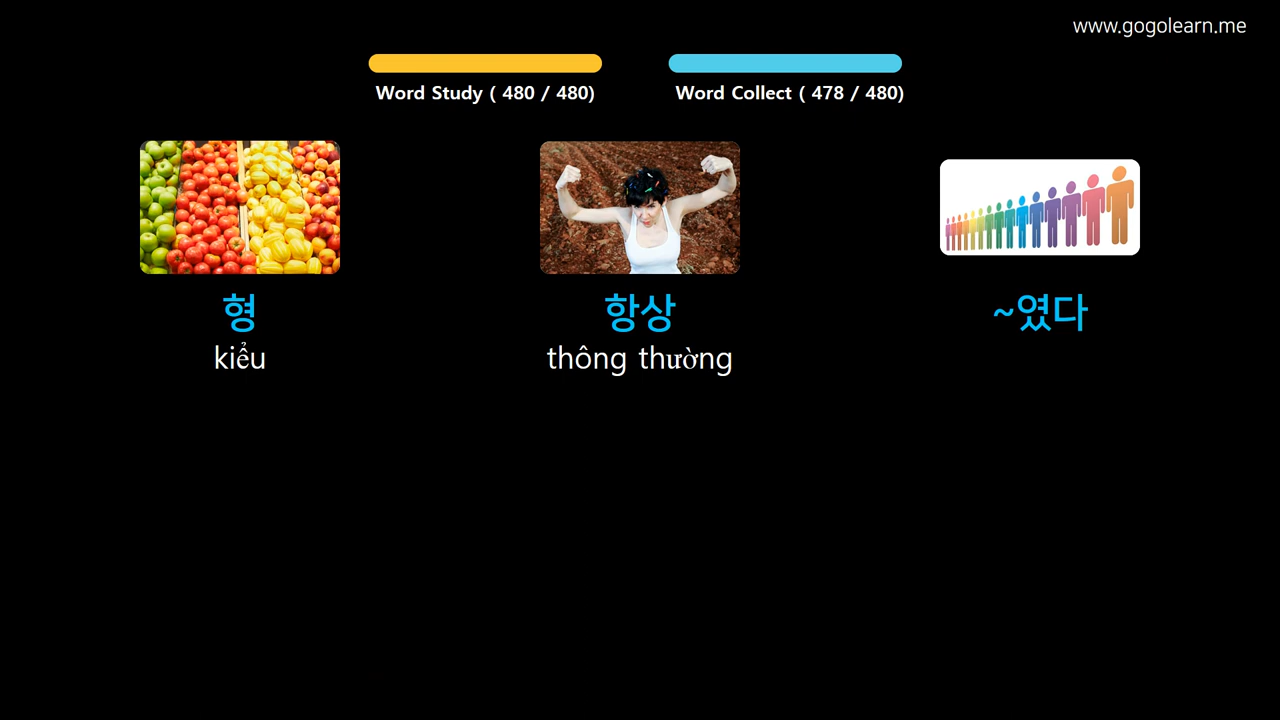 www.gogolearn.me
Word Study ( 480 / 480)
Word Collect ( 478 / 480)
형
항상
~였다
kiểu
thông thường